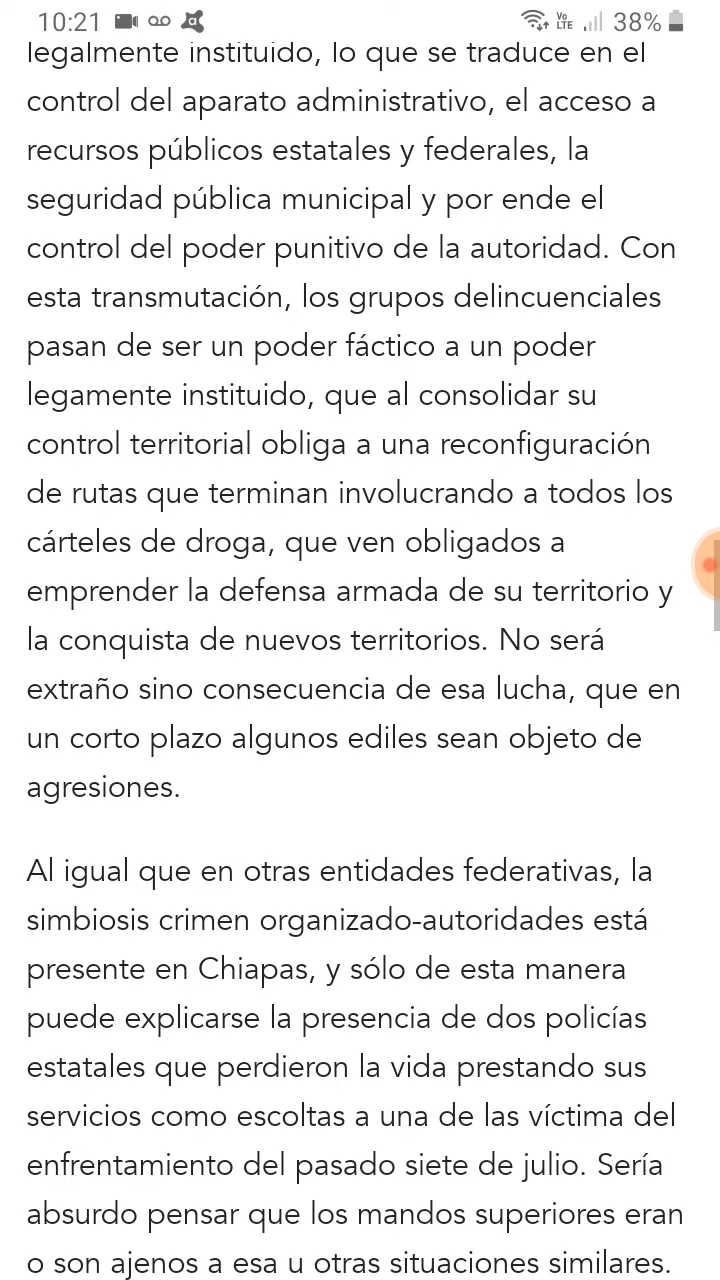 10:21 Vo LTE 38%
legalmente instituido, lo que se traduce en el
control del aparato administrativo, el acceso a
recursos públicos estatales y federales, la
seguridad pública municipal y por ende el
control del poder punitivo de la autoridad. Con
esta transmutación, los grupos delincuenciales
pasan de ser un poder fáctico a un poder
legamente instituido, que al consolidar su
control territorial obliga a una reconfiguración
de rutas que terminan involucrando a todos los
cárteles de droga, que ven obligados a
emprender la defensa armada de su territorio y
la conquista de nuevos territorios. No será
extraño sino consecuencia de esa lucha, que en
un corto plazo algunos ediles sean objeto de
agresiones.
Al igual que en otras entidades federativas, la
simbiosis crimen organizado-autoridades está
presente en Chiapas, y sólo de esta manera
puede explicarse la presencia de dos policías
estatales que perdieron la vida prestando sus
servicios como escoltas a una de las víctima del
enfrentamiento del pasado siete de julio. Sería
absurdo pensar que los mandos superiores eran
o son ajenos a esa u otras situaciones similares.